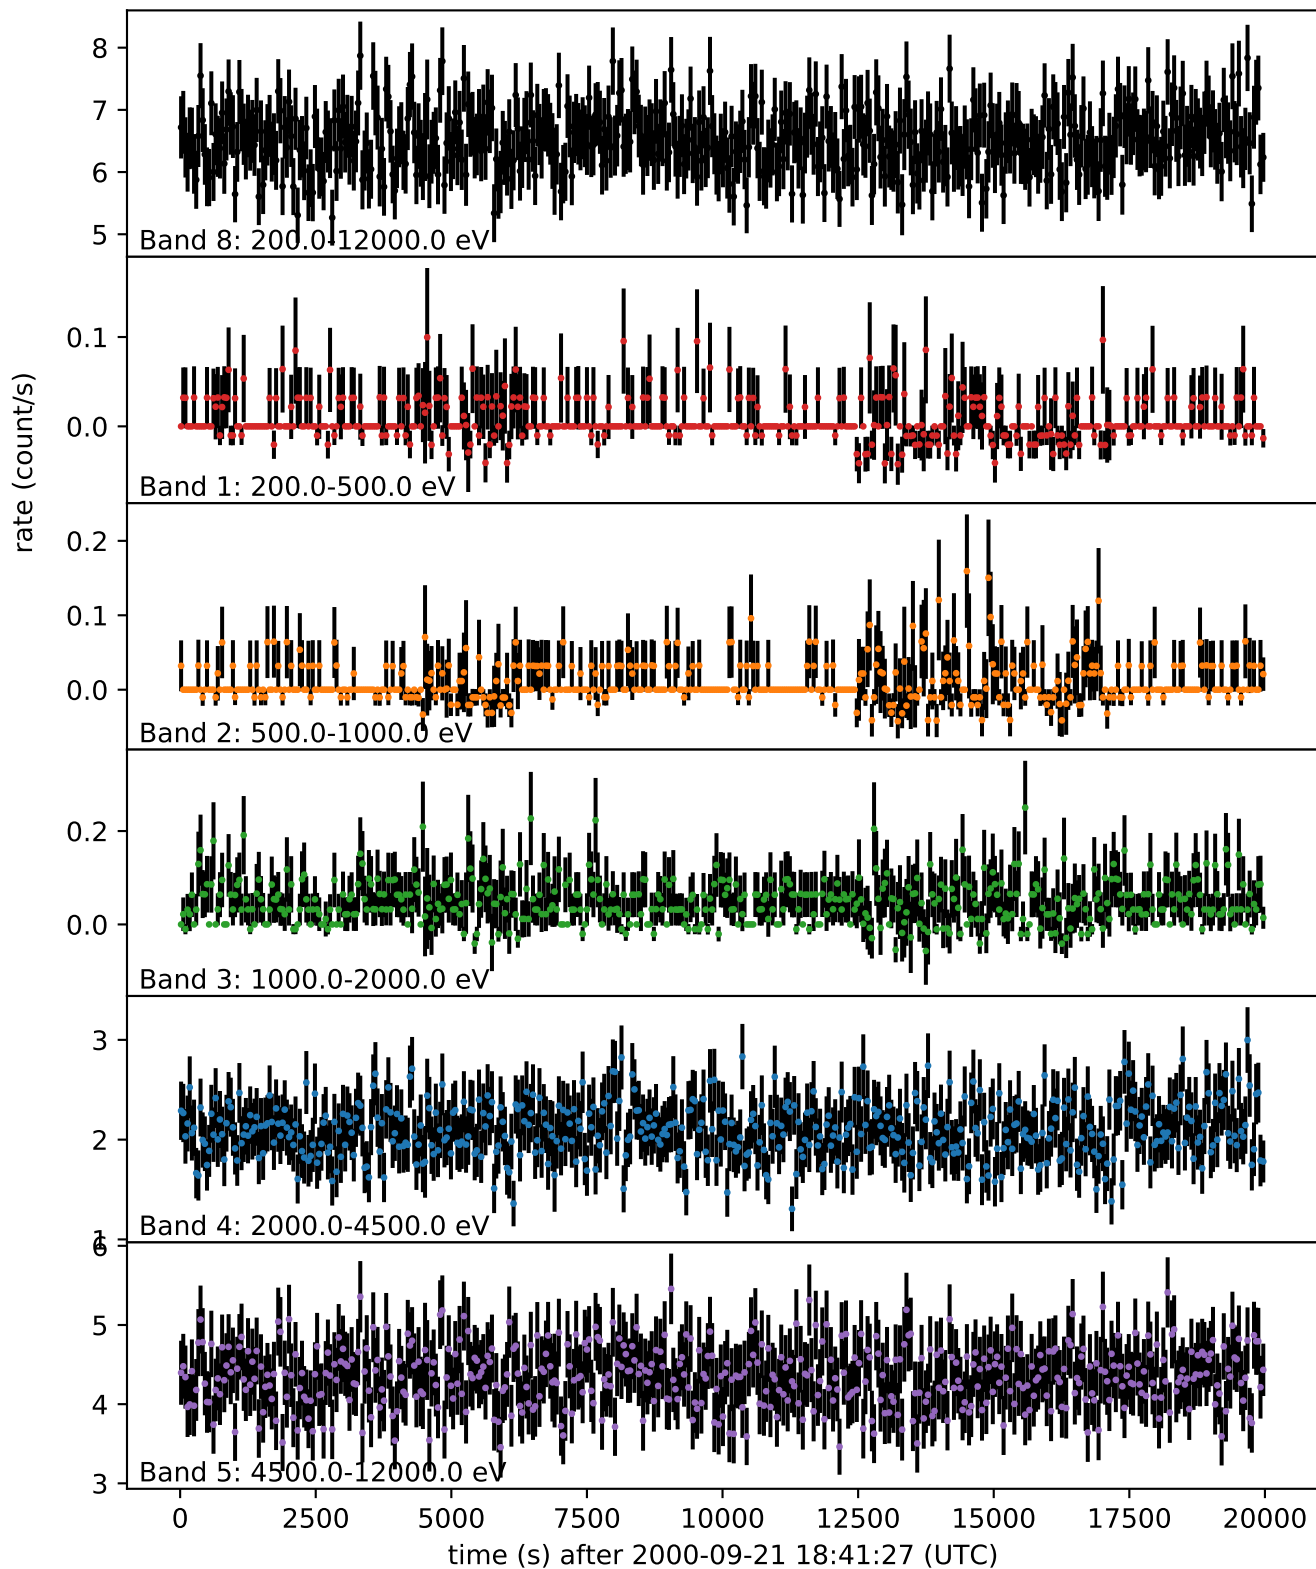 8
7
6
5
Band 8: 200.0-12000.0 eV
0.1
0.0
Band 1: 200.0-500.0 eV
rate (count/s)
0.2
0.1
0.0
Band 2: 500.0-1000.0 eV
0.2
0.0
Band 3: 1000.0-2000.0 eV
3
2
1
Band 4: 2000.0-4500.0 eV
6
5
4
3
Band 5: 4500.0-12000.0 eV
0 2500 5000 7500 10000 12500 15000 17500 20000
time (s) after 2000-09-21 18:41:27 (UTC)